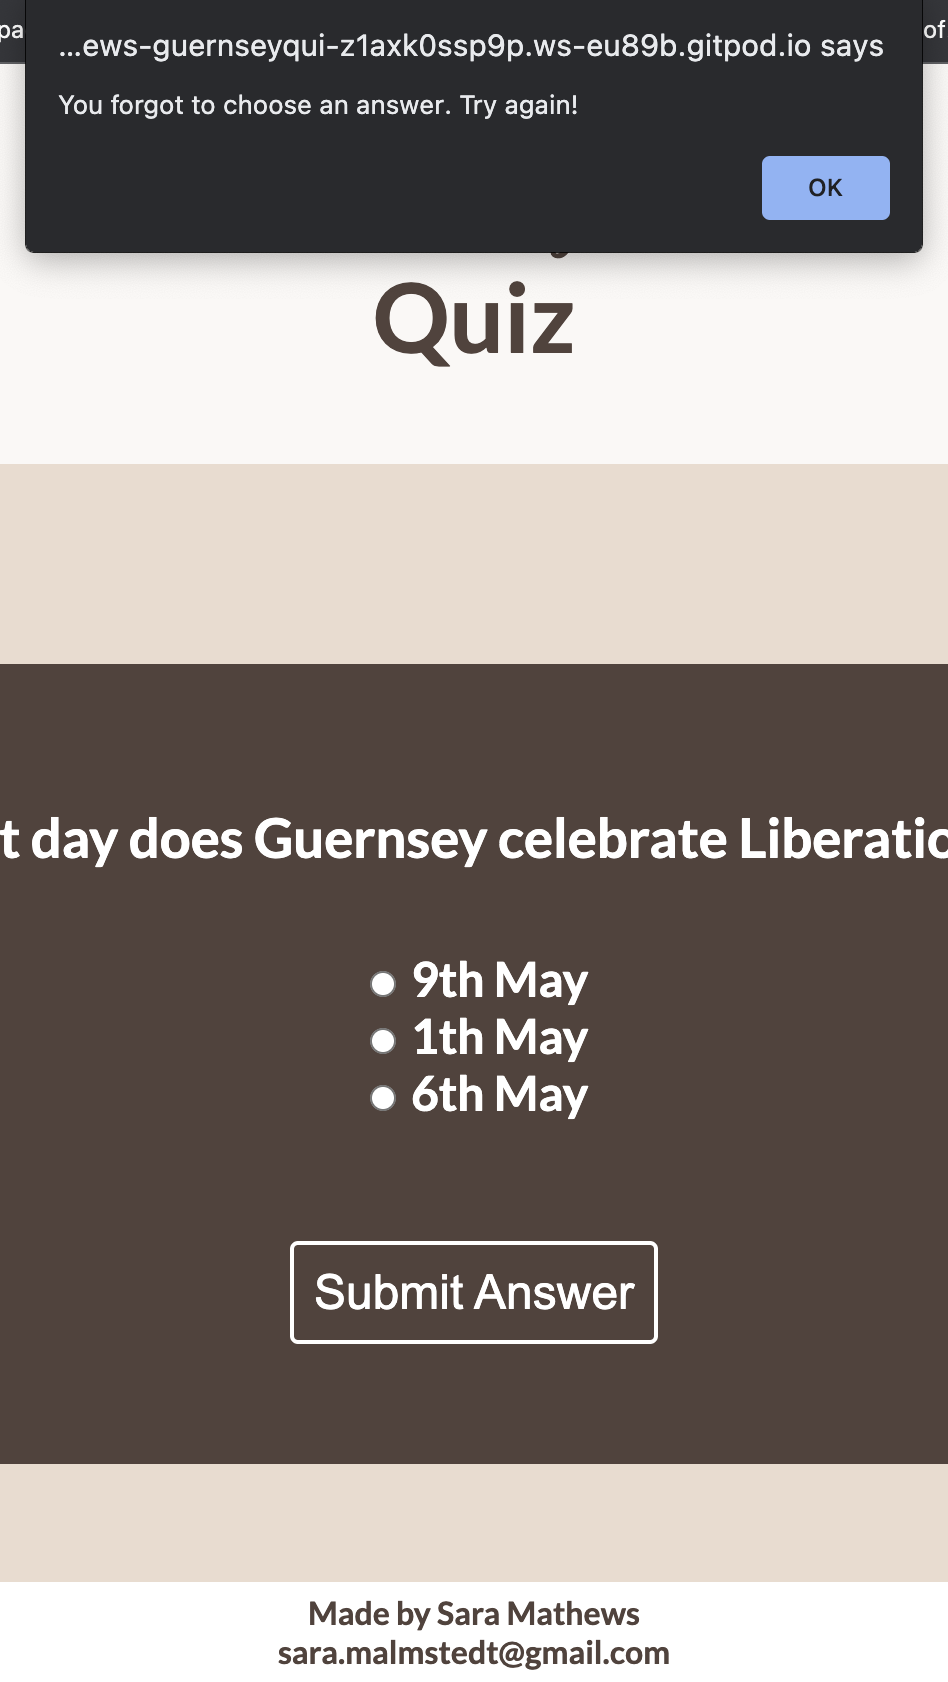 pa
of
...ews-guernseyqui-z1axk0ssp9p.ws-eu89b.gitpod.io says
You forgot to choose an answer. Try again!
OK
Quiz
t day does Guernsey celebrate Liberatio
9th May
1th May
6th May
Submit Answer
Made by Sara Mathews
sara.malmstedt@gmail.com